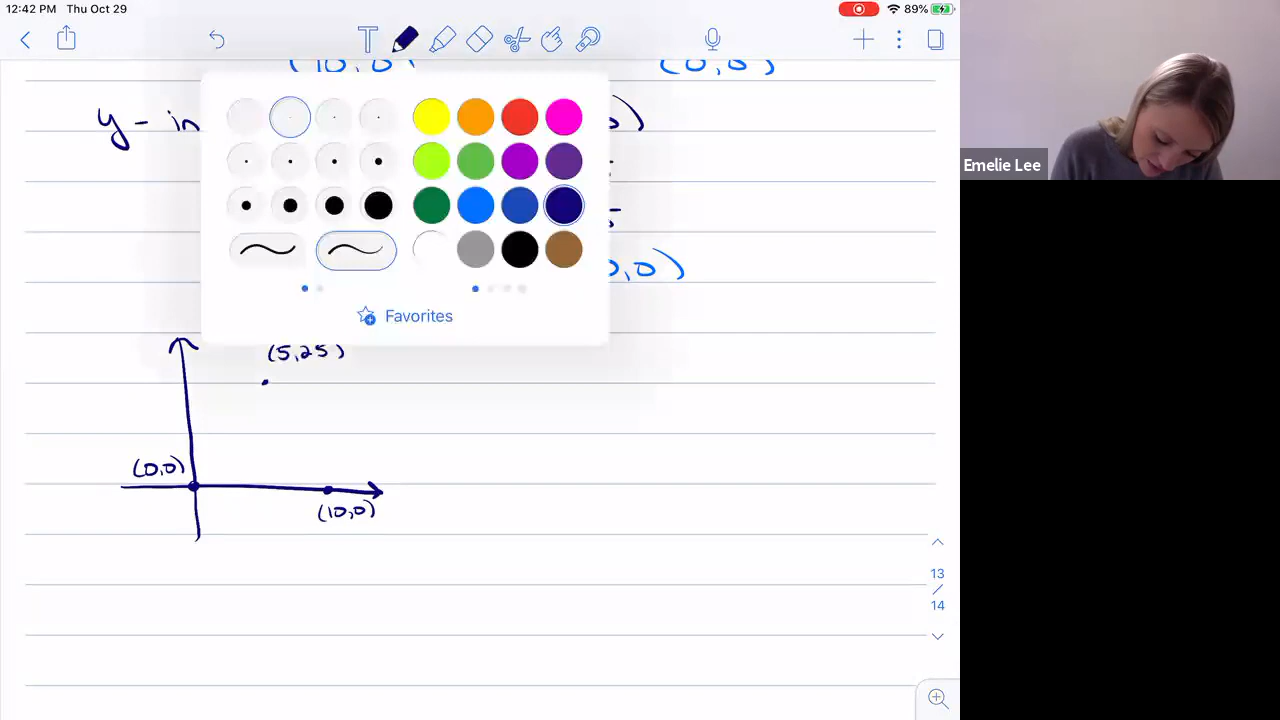 12:42 PM Thu Oct 29
89%
(10,0) (0,0)
y - in
0,0)
Favorites
(5,25)
(0,0)
(10,0)
13
/
14
Emelie Lee